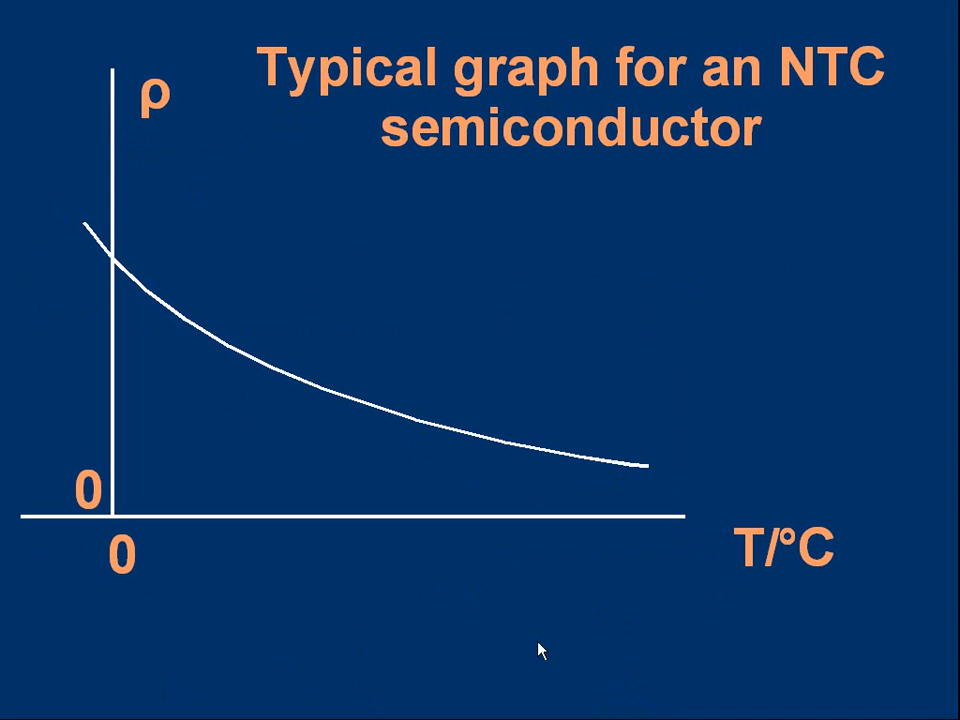 Typical graph for an NTC
semiconductor
ρ
0
0
T/°C